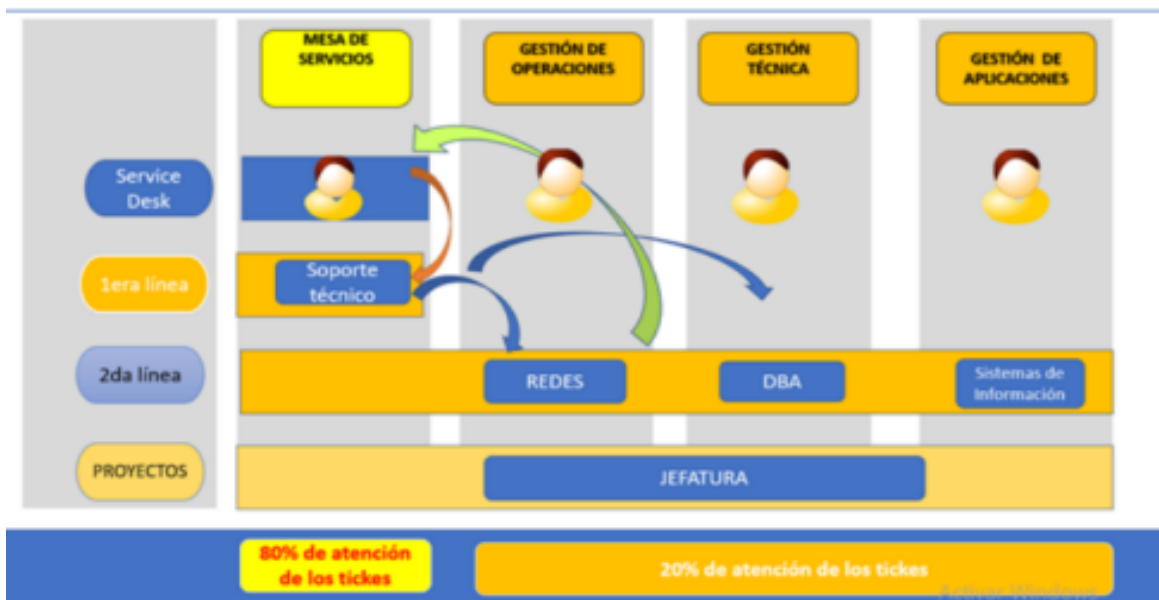 MESA DE
SERVICIOS
GESTIÓN DE
OPERACIONES
GESTIÓN
TÉCNICA
GESTIÓN DE
APLICACIONES
Service
Desk
1era línea
Soporte
técnico
2da línea
REDES
DBA
Sistemas de
Información
PROYECTOS
JEFATURA
80% de atención
de los tickes
20% de atención de los tickes
Activar Windows